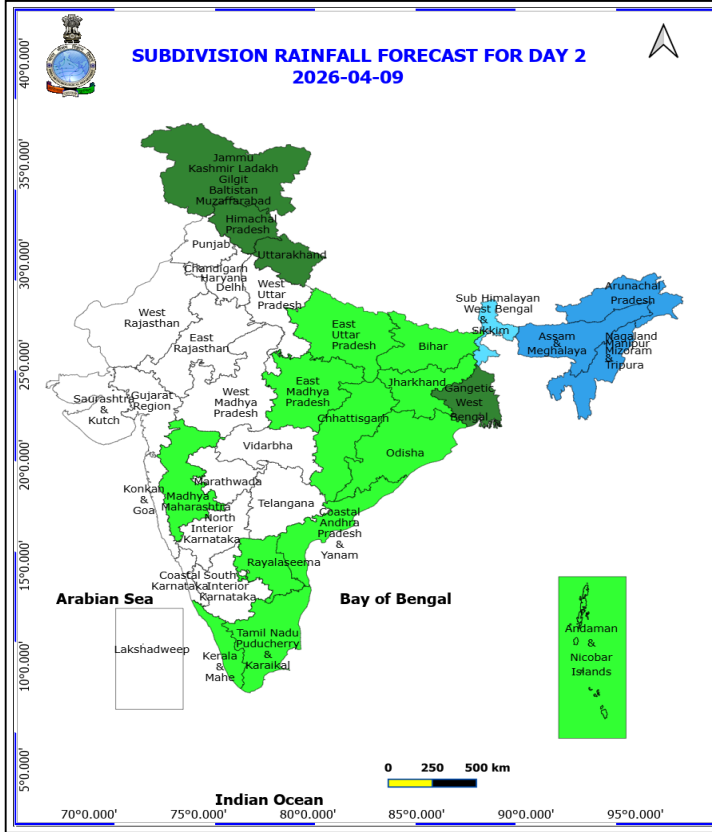 SUBDIVISION RAINFALL FORECAST FOR DAY 2
2026-04-09
40°0.000'
35°0.000'
30°0.000'
25°0.000'
20°0.000'
15°0.000'
10°0.000'
5°0.000'
Jammu
Kashmir Ladakh
Gilgit
Baltistan
Muzaffarabad
Himachal
Pradesh
Punjab
Uttarakhand
Chandigarh
Haryana
Delhi
West
Uttar
Pradesh
West
Rajasthan
East
Rajasthan
East
Uttar
Pradesh
Bihar
Sub Himalayan
West Bengal
&
Sikkim
Arunachal
Pradesh
Assam
&
Meghalaya
Nagaland
Manipur
Mizoram
&
Tripura
Saurashtra
&
Kutch
Gujarat
Region
West
Madhya
Pradesh
East
Madhya
Pradesh
Jharkhand
Gangetic
West
Bengal
Chhattisgarh
Odisha
Vidarbha
Konkan
&
Goa
Madhya
Maharashtra
Marathwada
Telangana
North
Interior
Karnataka
Coastal
Andhra
Pradesh
&
Yanam
Rayalaseema
Coastal
Karnataka
South
Interior
Karnataka
Arabian Sea
Bay of Bengal
Lakshadweep
Kerala
&
Mahe
Tamil Nadu
Puducherry
&
Karaikal
Andaman
&
Nicobar
Islands
0 250 500 km
Indian Ocean
70°0.000' 75°0.000' 80°0.000' 85°0.000' 90°0.000' 95°0.000'